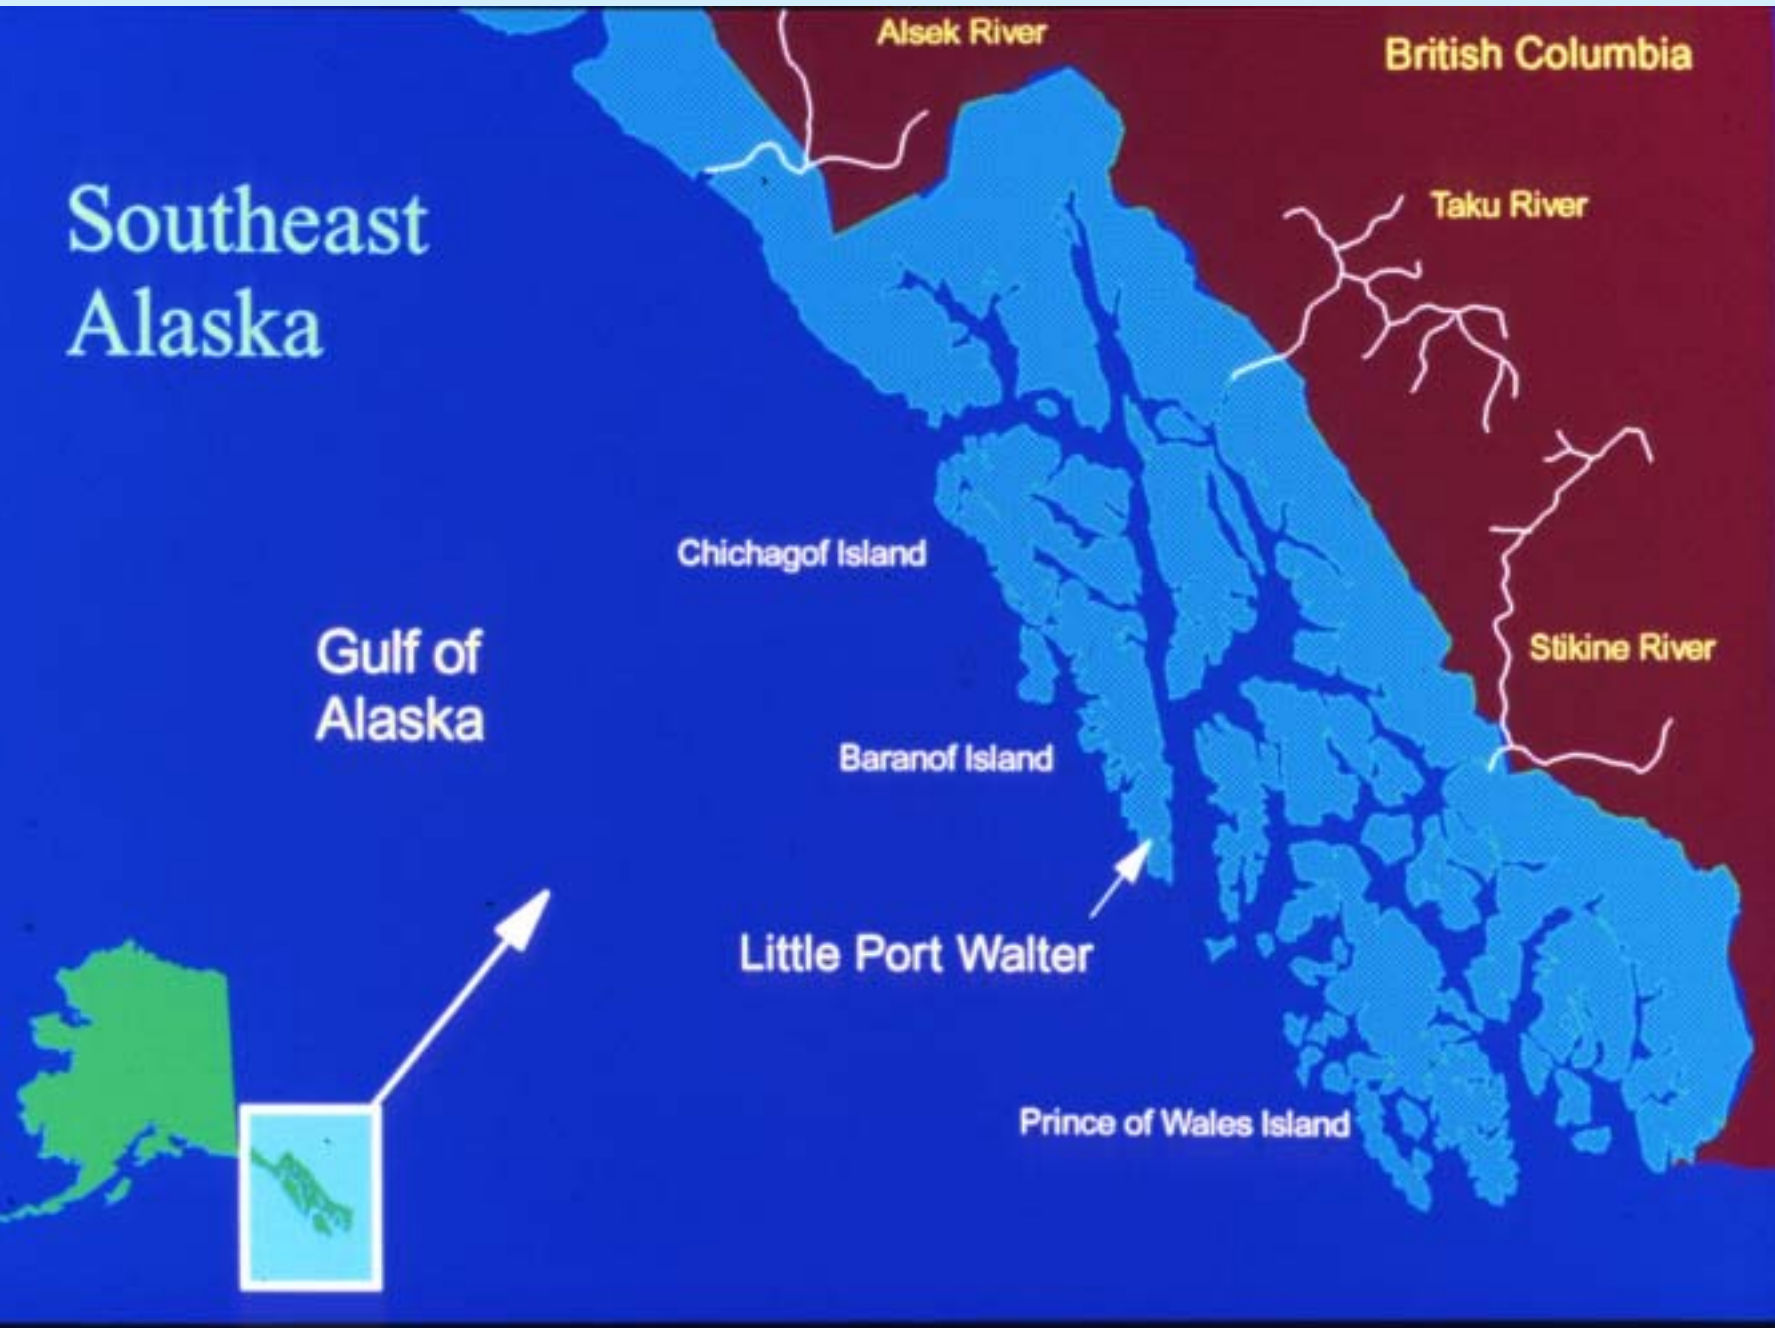 Alsek River
British Columbia
Southeast
Alaska
Taku River
Chichagof Island
Gulf of
Alaska
Stikine River
Baranof Island
Little Port Walter
Prince of Wales Island